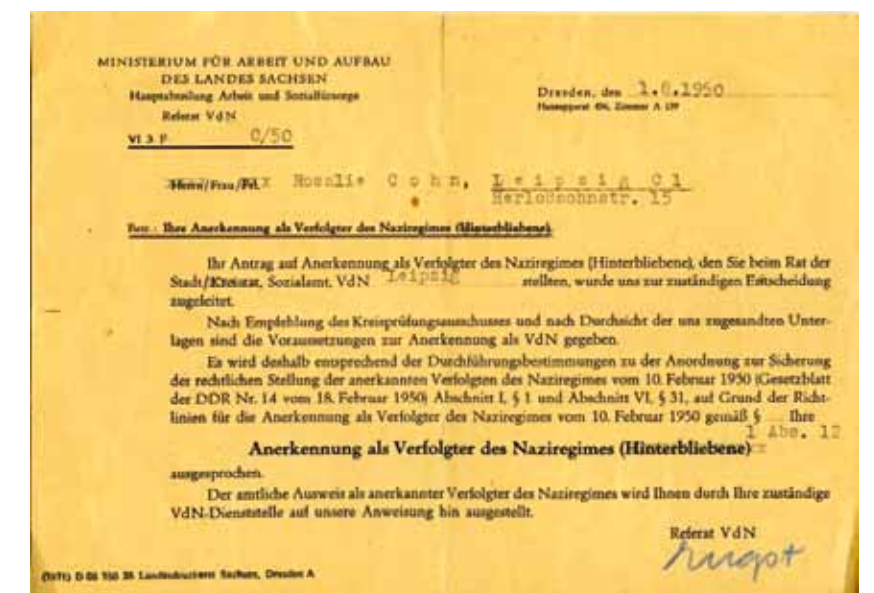 MINISTERIUM FÜR ARBEIT UND AUFBAU
DES LANDES SACHSEN
Hauptabteilung Arbeit und Sozialfürsorge
Referat VdN
VI 3 F 0/50
Dresden, den 1.8.1950
Hausapparat 494, Zimmer A 139
Herrn/Frau/Frl. Rosalie Cohn, Leipzig C1
Herloßsohnstr. 15
Betr.: Ihre Anerkennung als Verfolgter des Naziregimes (Hinterbliebene).
Ihr Antrag auf Anerkennung als Verfolgter des Naziregimes (Hinterbliebene), den Sie beim Rat der
Stadt/Kreisrat, Sozialamt, VdN Leipzig stellten, wurde uns zur zuständigen Entscheidung
zugeleitet.
Nach Empfehlung des Kreisprüfungsausschusses und nach Durchsicht der uns zugesandten Unter-
lagen sind die Voraussetzungen zur Anerkennung als VdN gegeben.
Es wird deshalb entsprechend der Durchführungsbestimmungen zu der Anordnung zur Sicherung
der rechtlichen Stellung der anerkannten Verfolgten des Naziregimes vom 10. Februar 1950 (Gesetzblatt
der DDR Nr. 14 vom 18. Februar 1950) Abschnitt I, § 1 und Abschnitt VI, § 31, auf Grund der Richt-
linien für die Anerkennung als Verfolgter des Naziregimes vom 10. Februar 1950 gemäß § Ihre
1 Abs. 12
Anerkennung als Verfolgter des Naziregimes (Hinterbliebene)
ausgesprochen.
Der amtliche Ausweis als anerkannter Verfolgter des Naziregimes wird Ihnen durch Ihre zuständige
VdN-Dienststelle auf unsere Anweisung hin ausgestellt.
Referat VdN
Landesdruckerei Sachsen, Dresden A